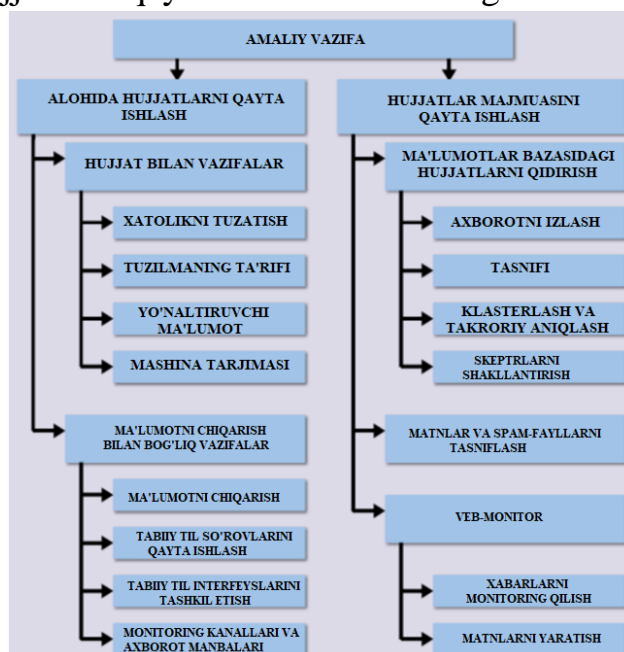 AMALIY VAZIFA
ALOHIDA HUJJATLARNI QAYTA
ISHLASH
HUJJAT BILAN VAZIFALAR
XATOLIKNI TUZATISH
TUZILMANING TA'RIFI
YO'NALTIRUVCHI
MA'LUMOT
MASHINA TARJIMASI
MA'LUMOTNI CHIQARISH
BILAN BOG'LIQ VAZIFALAR
MA'LUMOTNI CHIQARISH
TABIIY TIL SO'ROVLARINI
QAYTA ISHLASH
TABIIY TIL INTERFEYSLARINI
TASHKIL ETISH
MONITORING KANALLARI VA
AXBOROT MANBALARI
HUJJATLAR MAJMUASINI
QAYTA ISHLASH
MA'LUMOTLAR BAZASIDAGI
HUJJATLARNI QIDIRISH
AXBOROTNI IZLASH
TASNIFI
KLASTERLASH VA
TAKRORIY ANIQLASH
SKEPTRLARNI
SHAKLLANTIRISH
MATNLAR VA SPAM-FAYLLARNI
TASNIFLASH
VEB-MONITOR
XABARLARNI
MONITORING QILISH
MATNLARNI YARATISH